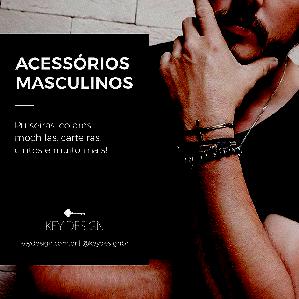 ACESSÓRIOS
MASCULINOS
Pulseiras, colares,
mochilas, carteiras,
cintos e muito mais!
KEY DESIGN